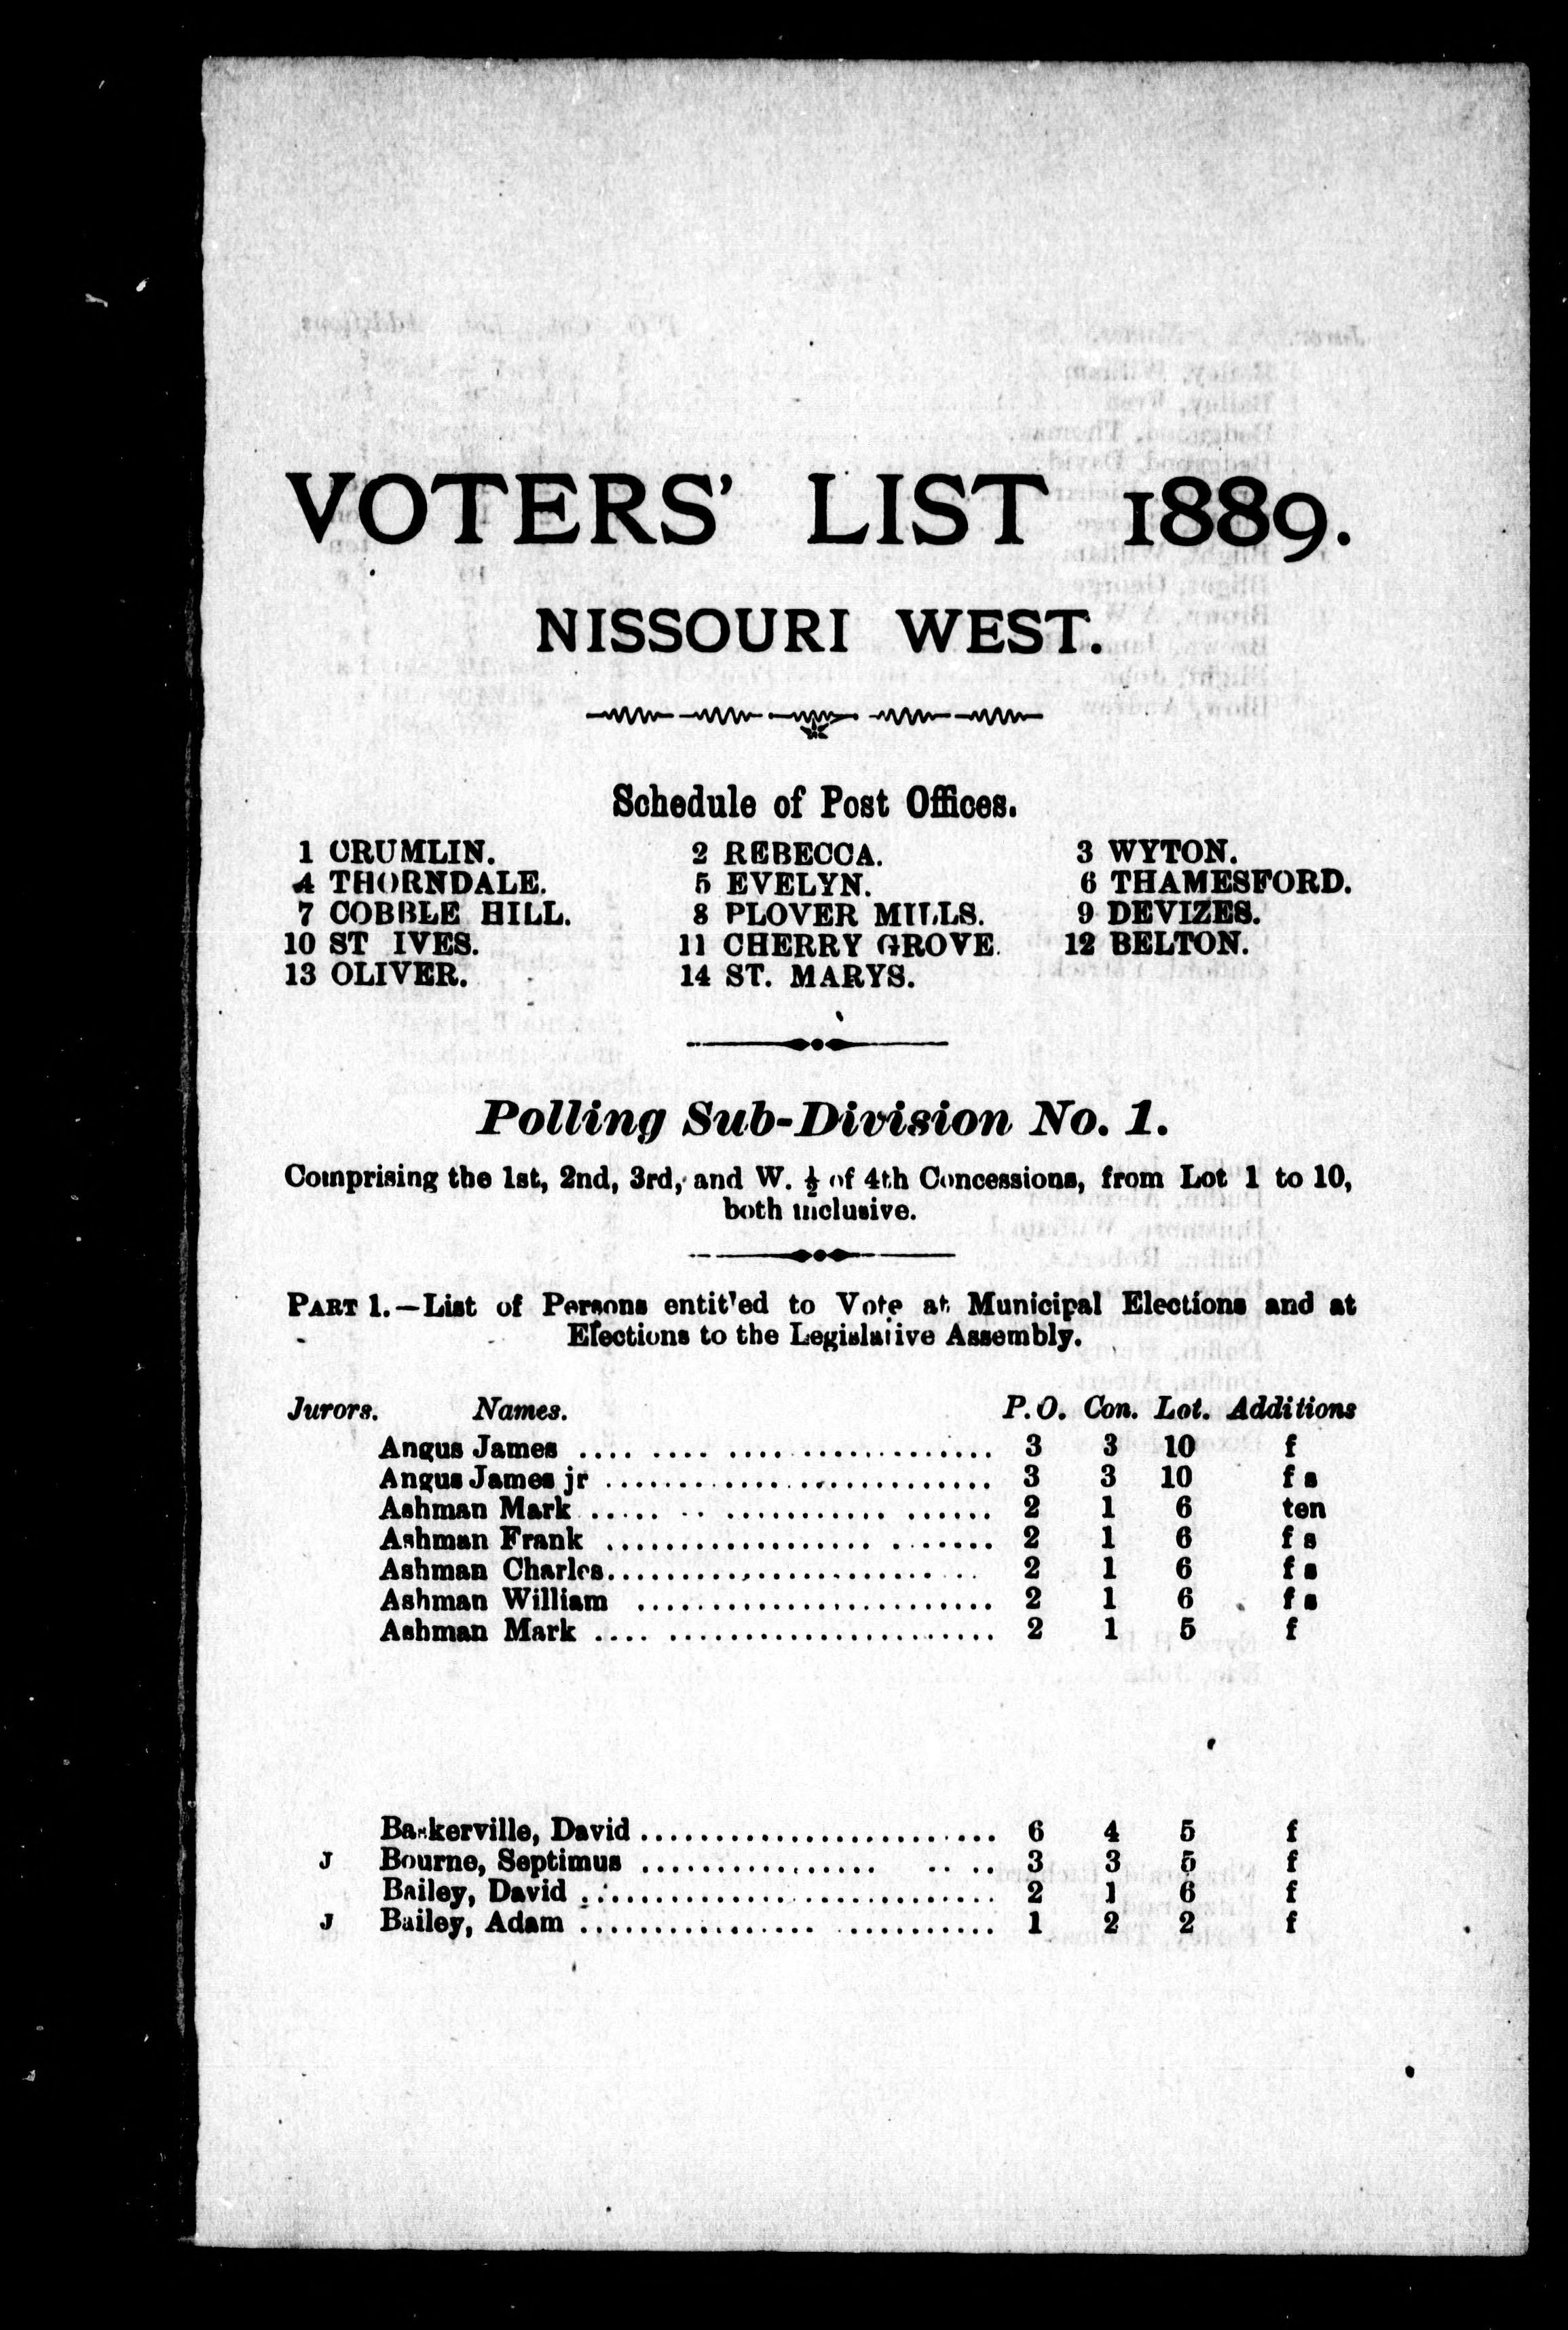 VOTERS' LIST 1889.
NISSOURI WEST.
Schedule of Post Offices.
1 CRUMLIN. 2 REBECCA. 3 WYTON.
4 THORNDALE. 5 EVELYN. 6 THAMESFORD.
7 COBBLE HILL. 8 PLOVER MILLS. 9 DEVIZES.
10 ST IVES. 11 CHERRY GROVE. 12 BELTON.
13 OLIVER. 14 ST. MARYS.
Polling Sub-Division No. 1.
Comprising the 1st, 2nd, 3rd, and W. ½ of 4th Concessions, from Lot 1 to 10,
both inclusive.
PART 1.—List of Persons entit'ed to Vote at Municipal Elections and at
Elections to the Legislative Assembly.
Jurors. Names. P.O. Con. Lot. Additions
Angus James .... .... .................. 3 3 10 f
Angus James jr .......................... 3 3 10 f s
Ashman Mark ..... .. ........... ...... 2 1 6 ten
Ashman Frank .................. ....... 2 1 6 f s
Ashman Charles......................... 2 1 6 f s
Ashman William ........................ 2 1 6 f s
Ashman Mark .... ...................... 2 1 5 f
Baskerville, David ........................ 6 4 5 f
J Bourne, Septimus ................ .. .. 3 3 5 f
Bailey, David ............................ 2 1 6 f
J Bailey, Adam ................ ........... 1 2 2 f